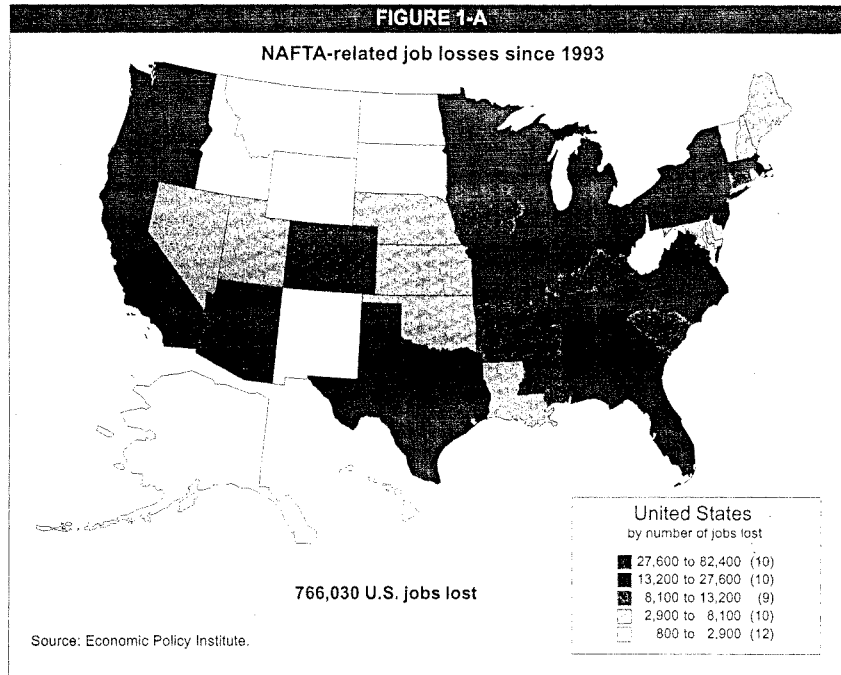 FIGURE 1-A
NAFTA-related job losses since 1993
United States
by number of jobs lost
27,600 to 82,400 (10)
13,200 to 27,600 (10)
8,100 to 13,200 (9)
2,900 to 8,100 (10)
800 to 2,900 (12)
766,030 U.S. jobs lost
Source: Economic Policy Institute.